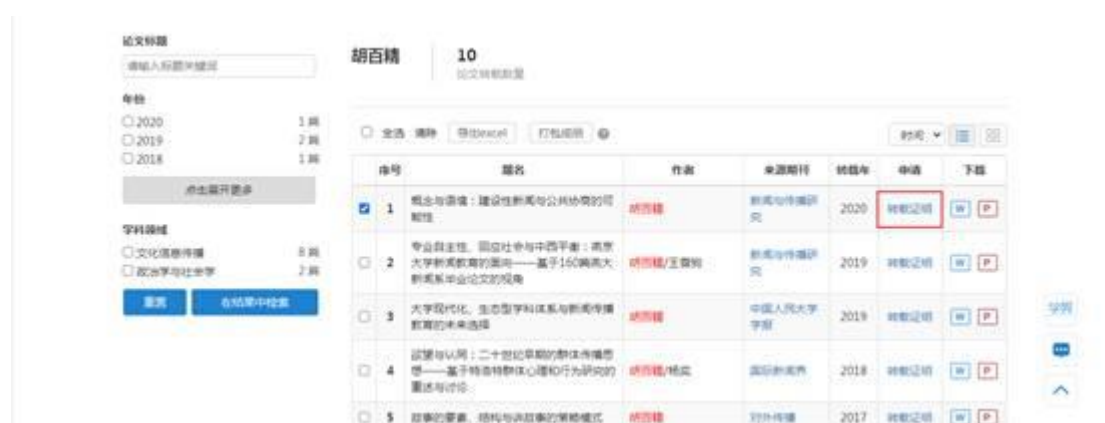 论文标题
请输入标题关键词
年份
2020 1 篇
2019 2 篇
2018 1 篇
点击展开更多
学科领域
文化信息传播 8 篇
政治学与社会学 2 篇
重置 在结果中检索
胡百精 10
论文转载数量
全选 清除 导出excel 打包细明
时间
序号 题名 作者 来源期刊 转载年 申请 下载
1 概念与语境：建设性新闻与公共协商的可能性 胡百精 新闻与传播研究 2020 转载证明 W P
2 专业自主性、回应社会与中西平衡：高京大学新闻教育的面向——基于160篇燕大新闻系毕业论文的视角 胡百精/王雪驹 新闻与传播研究 2019 转载证明 W P
3 大学现代化、生态型学科体系与新闻传播教育的未来选择 胡百精 中国人民大学学报 2019 转载证明 W P
4 欲望与认同：二十世纪早期的群体传播思想——基于特洛特群体心理和行为研究的重述与讨论 胡百精/杨奕 国际新闻界 2018 转载证明 W P
5 故事的要素、结构与讲故事的策略模式 胡百精 对外传播 2017 转载证明 W P